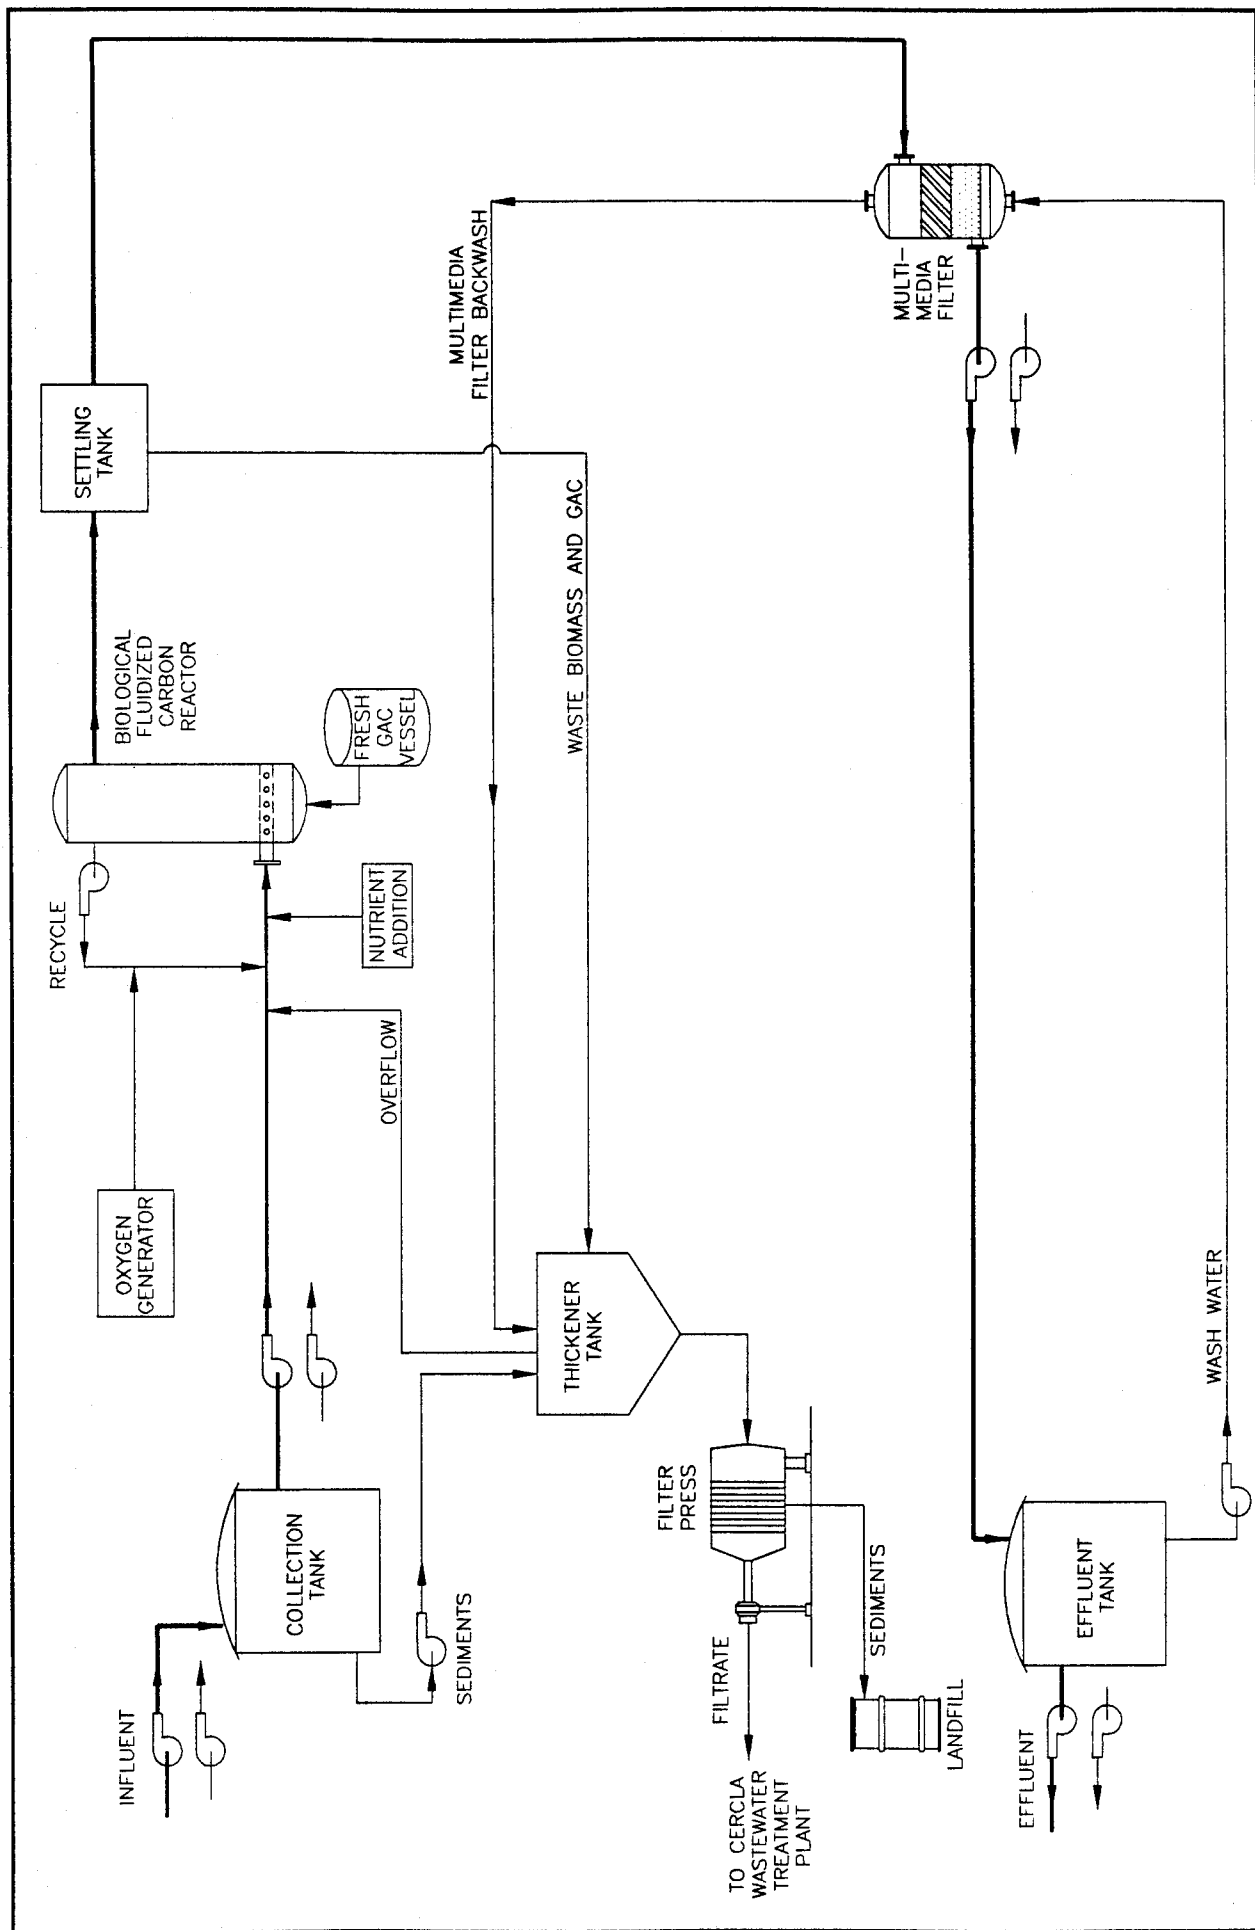 INFLUENT
COLLECTION
TANK
SEDIMENTS
OXYGEN
GENERATOR
RECYCLE
OVERFLOW
NUTRIENT
ADDITION
BIOLOGICAL
FLUIDIZED
CARBON
REACTOR
FRESH
GAC
VESSEL
SETTLING
TANK
MULTIMEDIA
FILTER BACKWASH
WASTE BIOMASS AND GAC
THICKENER
TANK
FILTER
PRESS
FILTRATE
TO CERCLA
WASTEWATER
TREATMENT
PLANT
SEDIMENTS
LANDFILL
MULTI-
MEDIA
FILTER
EFFLUENT
EFFLUENT
TANK
WASH WATER